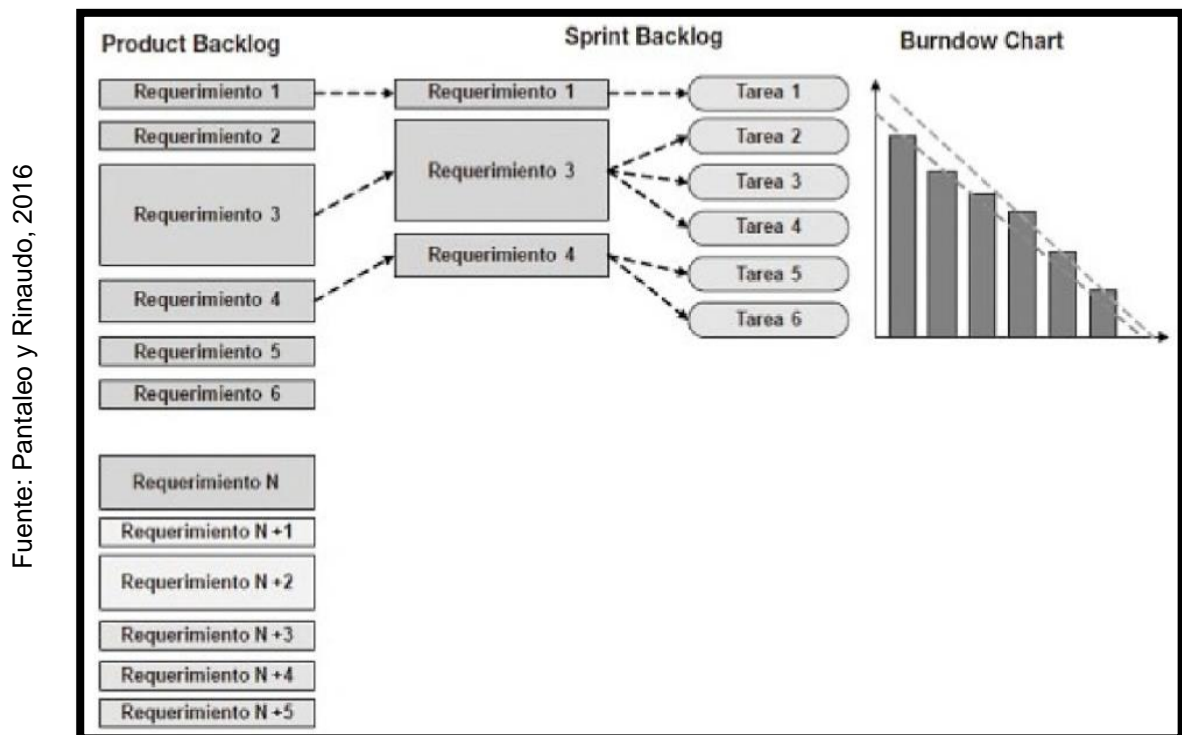 Fuente: Pantaleo y Rinaudo, 2016
Product Backlog
Sprint Backlog
Burndow Chart
Requerimiento 1
Requerimiento 2
Requerimiento 3
Requerimiento 4
Requerimiento 5
Requerimiento 6
Requerimiento N
Requerimiento N +1
Requerimiento N +2
Requerimiento N +3
Requerimiento N +4
Requerimiento N +5
Requerimiento 1
Requerimiento 3
Requerimiento 4
Tarea 1
Tarea 2
Tarea 3
Tarea 4
Tarea 5
Tarea 6